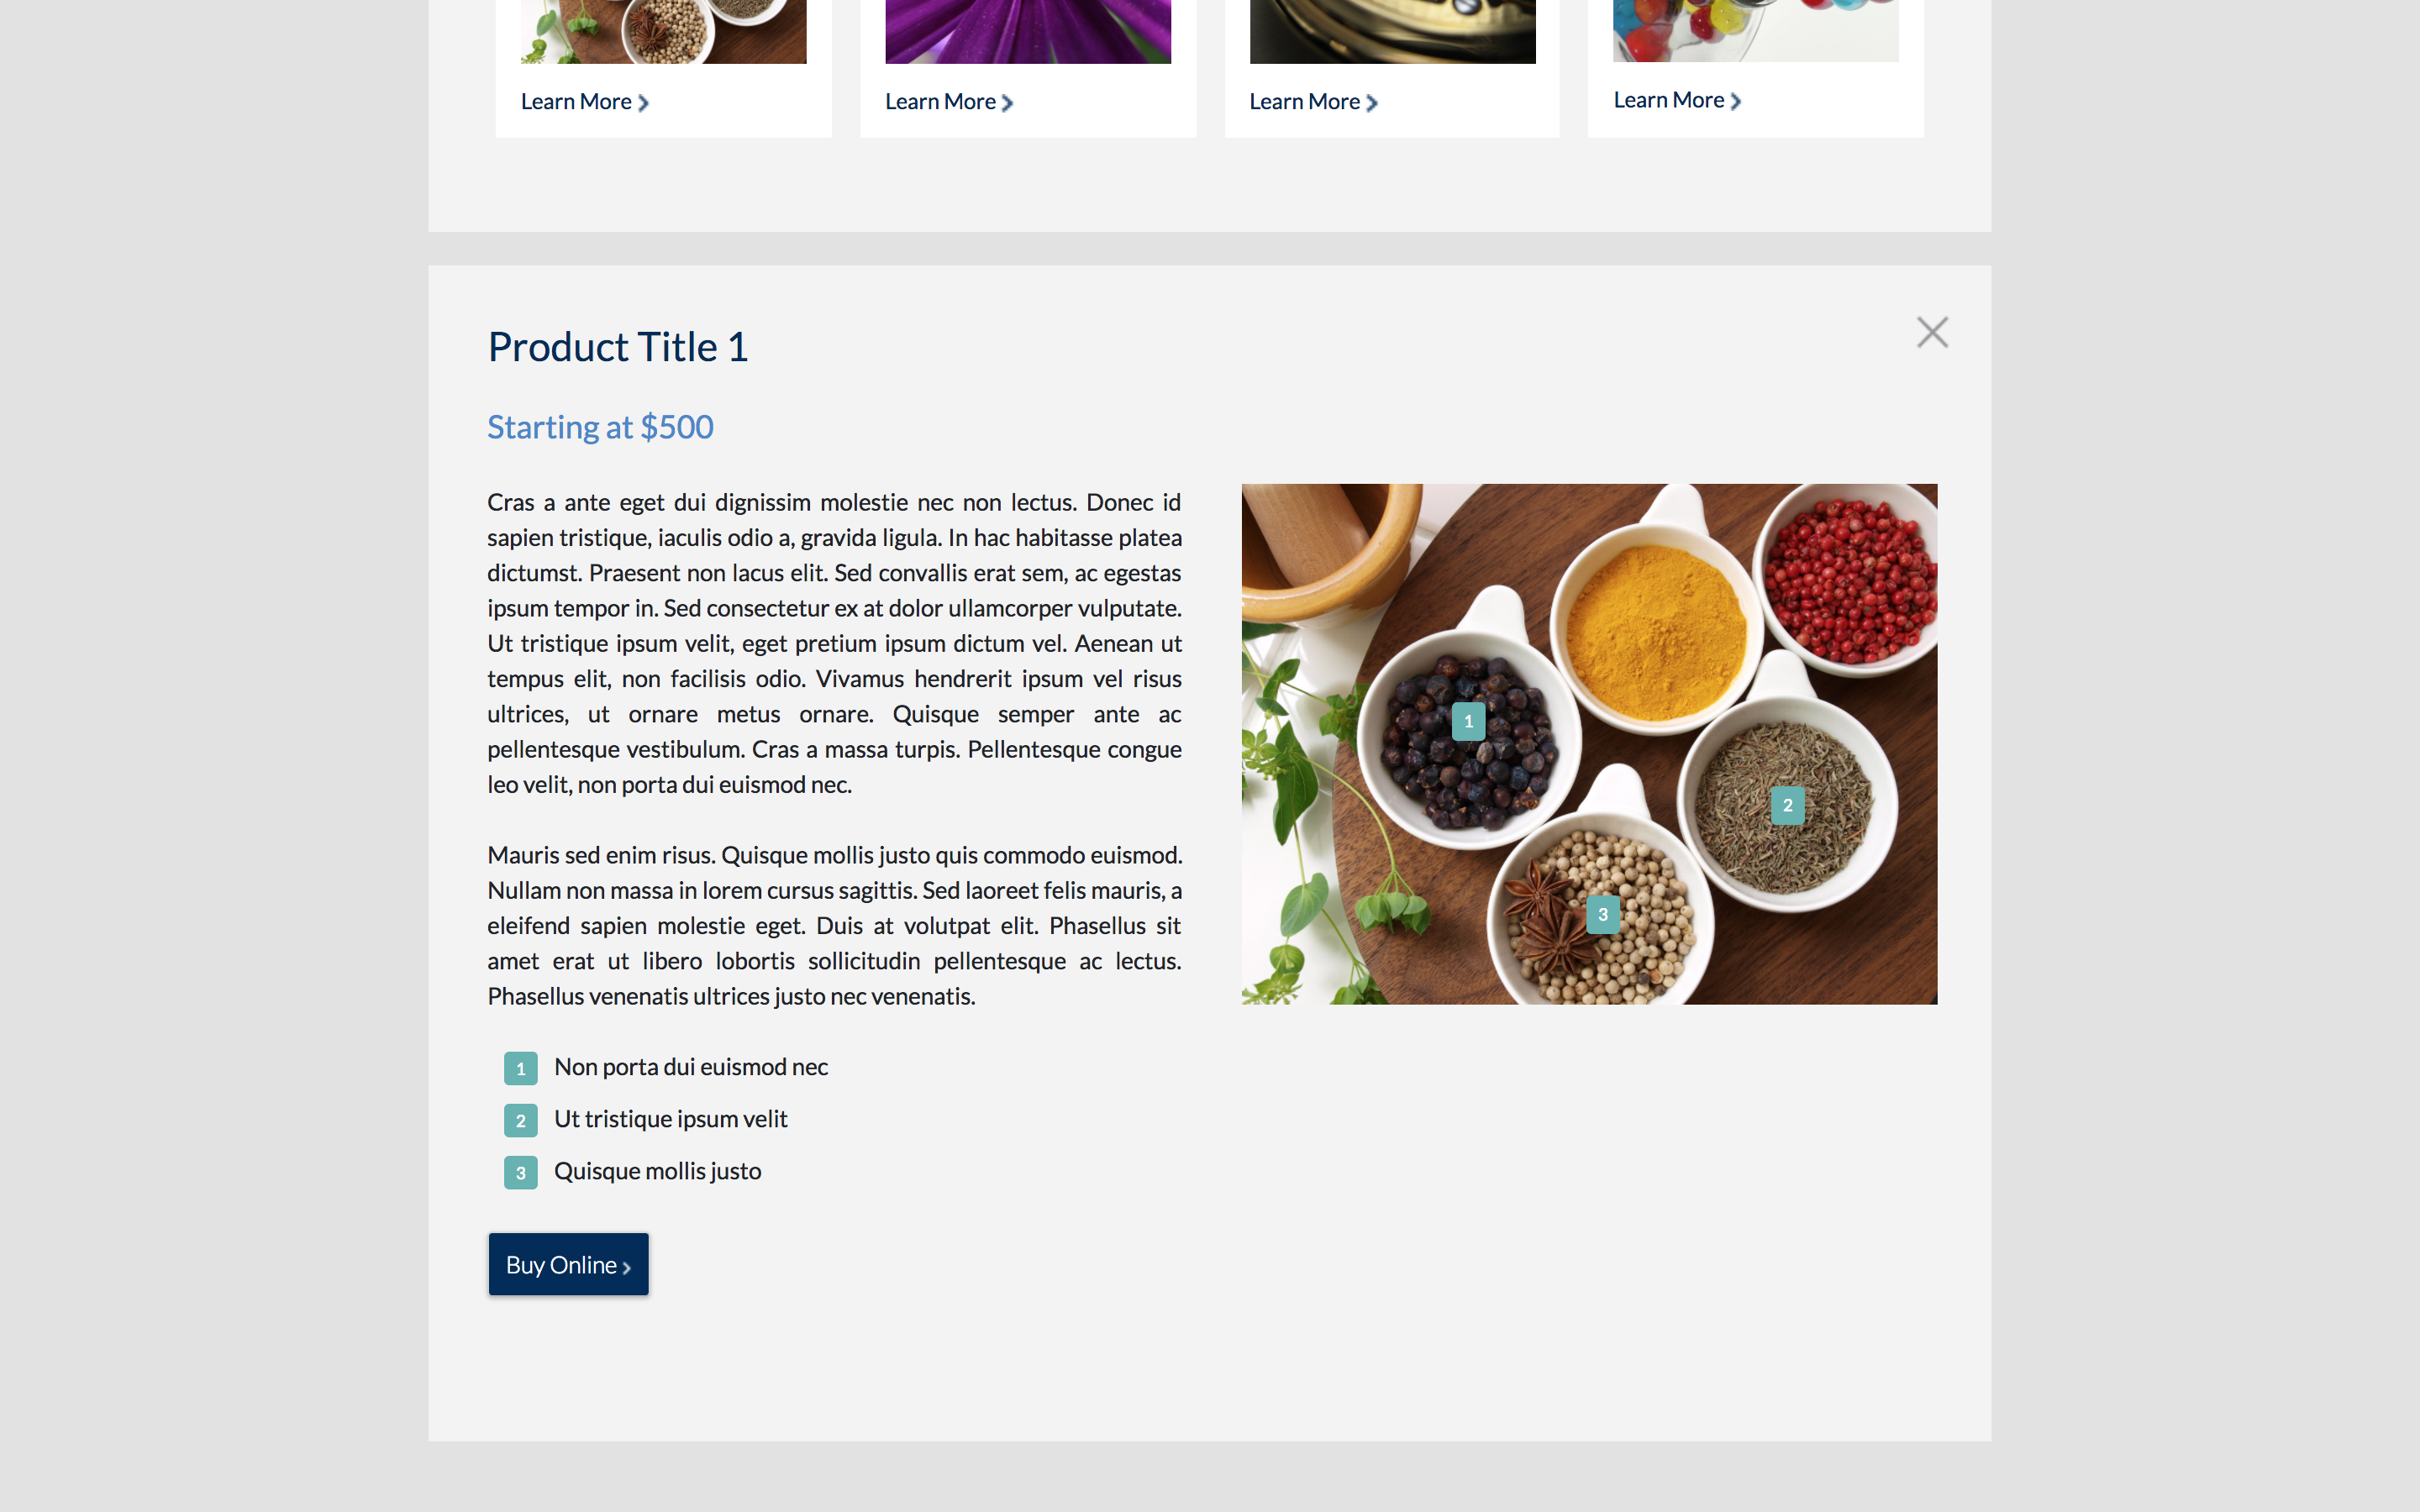 Learn More
Learn More
Learn More
Learn More
Product Title 1
Starting at $500
Cras a ante eget dui dignissim molestie nec non lectus. Donec id
sapien tristique, iaculis odio a, gravida ligula. In hac habitasse platea
dictumst. Praesent non lacus elit. Sed convallis erat sem, ac egestas
ipsum tempor in. Sed consectetur ex at dolor ullamcorper vulputate.
Ut tristique ipsum velit, eget pretium ipsum dictum vel. Aenean ut
tempus elit, non facilisis odio. Vivamus hendrerit ipsum vel risus
ultrices, ut ornare metus ornare. Quisque semper ante ac
pellentesque vestibulum. Cras a massa turpis. Pellentesque congue
leo velit, non porta dui euismod nec.
Mauris sed enim risus. Quisque mollis justo quis commodo euismod.
Nullam non massa in lorem cursus sagittis. Sed laoreet felis mauris, a
eleifend sapien molestie eget. Duis at volutpat elit. Phasellus sit
amet erat ut libero lobortis sollicitudin pellentesque ac lectus.
Phasellus venenatis ultrices justo nec venenatis.
1 Non porta dui euismod nec
2 Ut tristique ipsum velit
3 Quisque mollis justo
Buy Online
1
2
3